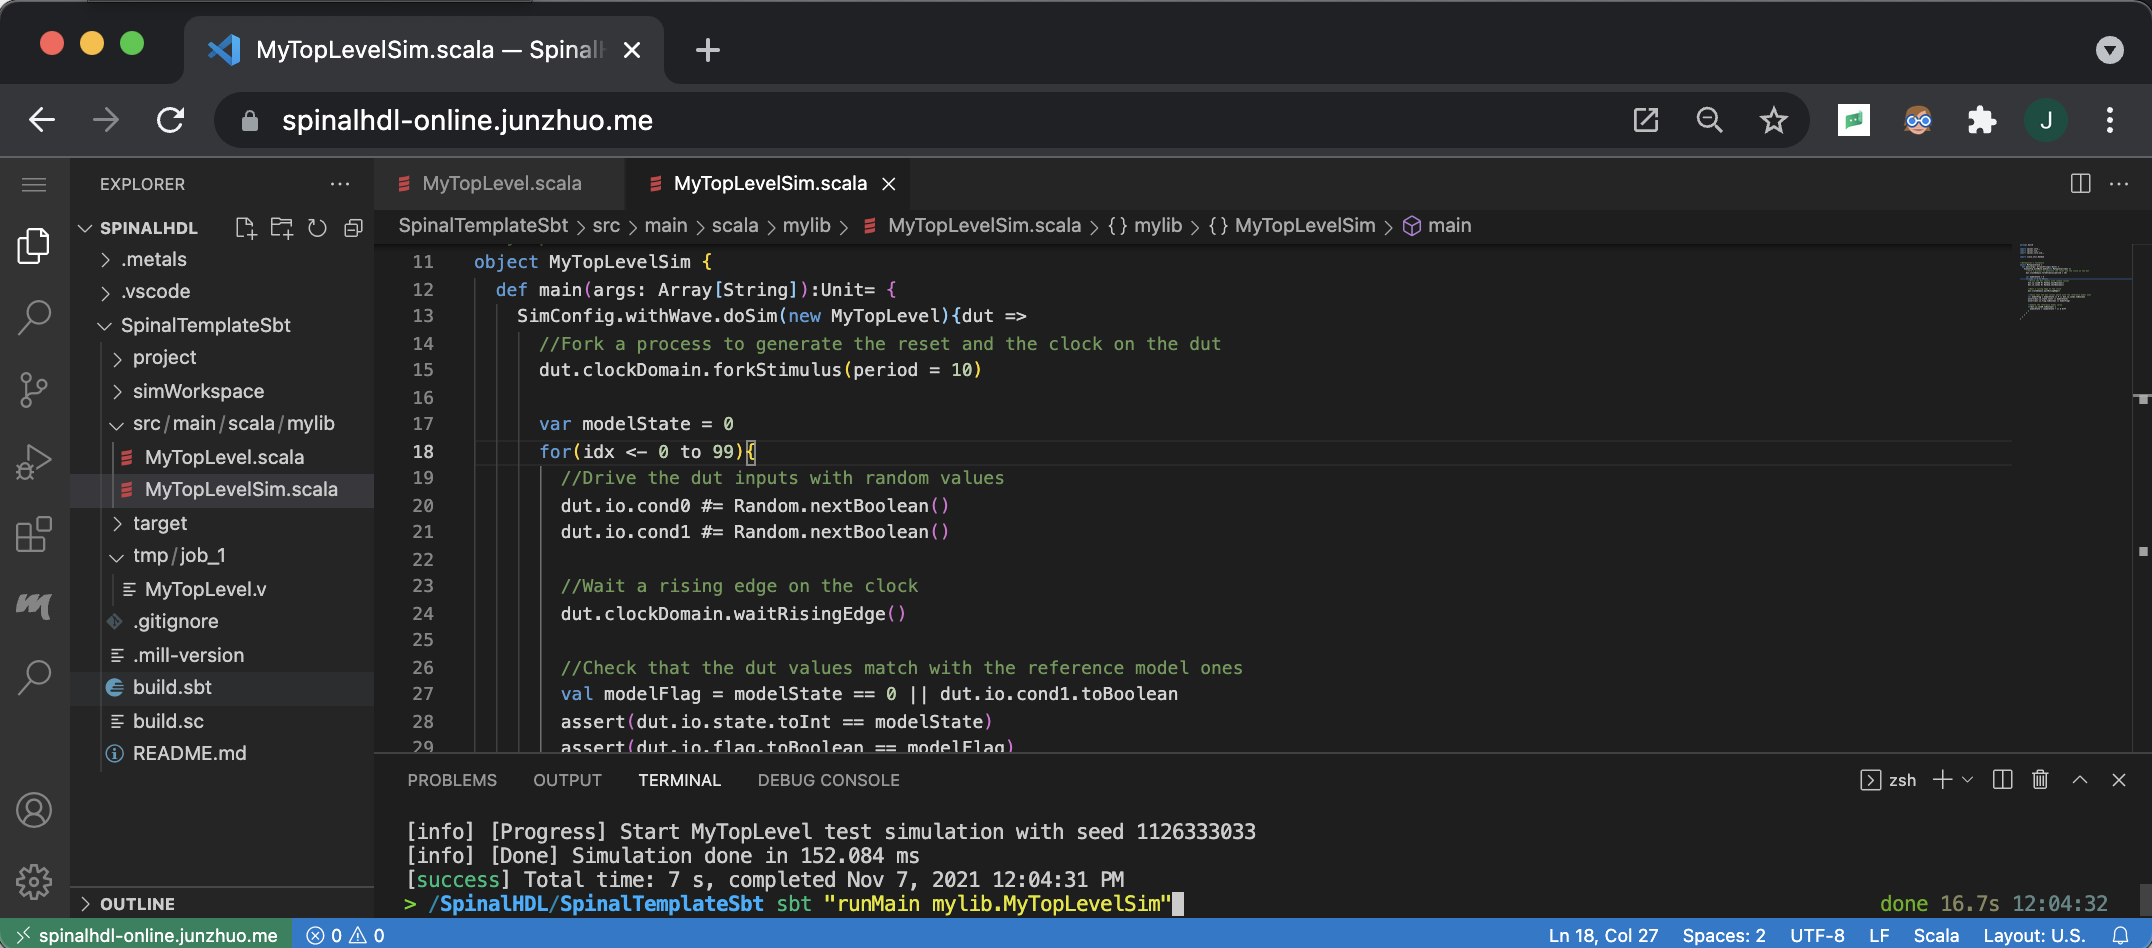 MyTopLevelSim.scala — Spinal
spinalhdl-online.junzhuo.me
J
EXPLORER
SPINALHDL
.metals
.vscode
SpinalTemplateSbt
project
simWorkspace
src/main/scala/mylib
MyTopLevel.scala
MyTopLevelSim.scala
target
tmp/job_1
MyTopLevel.v
.gitignore
.mill-version
build.sbt
build.sc
README.md
OUTLINE
MyTopLevel.scala
MyTopLevelSim.scala
SpinalTemplateSbt > src > main > scala > mylib > MyTopLevelSim.scala > {} mylib > {} MyTopLevelSim > main
11 object MyTopLevelSim {
12 def main(args: Array[String]):Unit= {
13 SimConfig.withWave.doSim(new MyTopLevel){dut =>
14 //Fork a process to generate the reset and the clock on the dut
15 dut.clockDomain.forkStimulus(period = 10)
16
17 var modelState = 0
18 for(idx <- 0 to 99){
19 //Drive the dut inputs with random values
20 dut.io.cond0 #= Random.nextBoolean()
21 dut.io.cond1 #= Random.nextBoolean()
22
23 //Wait a rising edge on the clock
24 dut.clockDomain.waitRisingEdge()
25
26 //Check that the dut values match with the reference model ones
27 val modelFlag = modelState == 0 || dut.io.cond1.toBoolean
28 assert(dut.io.state.toInt == modelState)
29 assert(dut.io.flag.toBoolean == modelFlag)
PROBLEMS OUTPUT TERMINAL DEBUG CONSOLE
zsh
[info] [Progress] Start MyTopLevel test simulation with seed 1126333033
[info] [Done] Simulation done in 152.084 ms
[success] Total time: 7 s, completed Nov 7, 2021 12:04:31 PM
> /SpinalHDL/SpinalTemplateSbt sbt "runMain mylib.MyTopLevelSim" done 16.7s 12:04:32
spinalhdl-online.junzhuo.me 0 0 Ln 18, Col 27 Spaces: 2 UTF-8 LF Scala Layout: U.S.